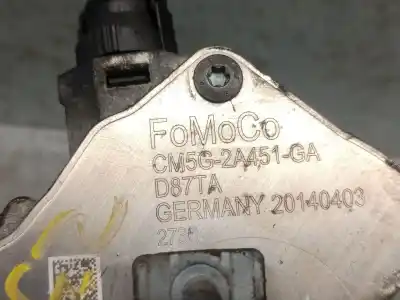 FoMoCo
CM5G-2A451-GA
D87TA
GERMANY 20140403